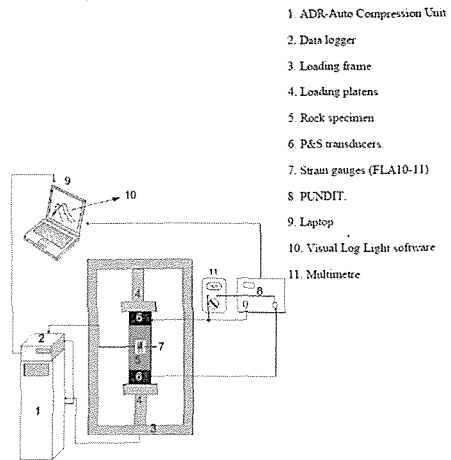 1. ADR-Auto Compression Unit
2. Data logger
3. Loading frame
4. Loading platens
5. Rock specimen
6. P&S transducers
7. Strain gauges (FLA10-11)
8 PUNDIT.
9. Laptop
10. Visual Log Light software
11. Multimetre
9
10
11
8
4
6
2
7
5
6
1
4
3